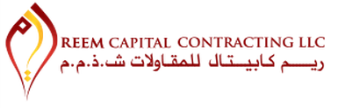 REEM CAPITAL CONTRACTING LLC
ريم كابيتال للمقاولات ش.ذ.م.م